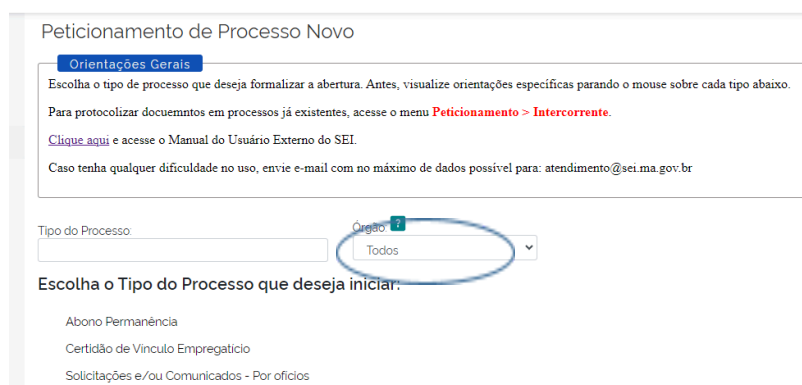 Peticionamento de Processo Novo
Orientações Gerais
Escolha o tipo de processo que deseja formalizar a abertura. Antes, visualize orientações específicas parando o mouse sobre cada tipo abaixo.
Para protocolizar docuemntos em processos já existentes, acesse o menu Peticionamento > Intercorrente.
Clique aqui e acesse o Manual do Usuário Externo do SEI.
Caso tenha qualquer dificuldade no uso, envie e-mail com no máximo de dados possível para: atendimento@sei.ma.gov.br
Tipo do Processo: Órgão: ?
Todos
Escolha o Tipo do Processo que deseja iniciar:
Abono Permanência
Certidão de Vínculo Empregatício
Solicitações e/ou Comunicados - Por ofícios